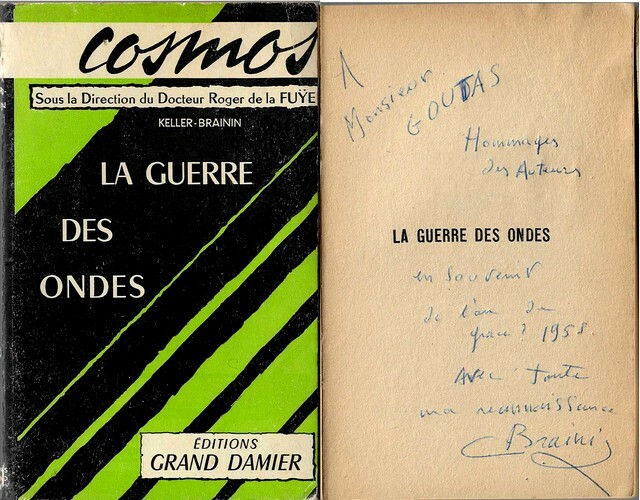 cosmos
Sous la Direction du Docteur Roger de la FUŸE
KELLER-BRAININ
LA GUERRE
DES
ONDES
ÉDITIONS
GRAND DAMIER
A
Monsieur
GOUTAS
Hommages
des Auteurs
LA GUERRE DES ONDES
en souvenir
de l'an de
grace ? 1958.
Avec toute
ma reconnaissance
Brainin